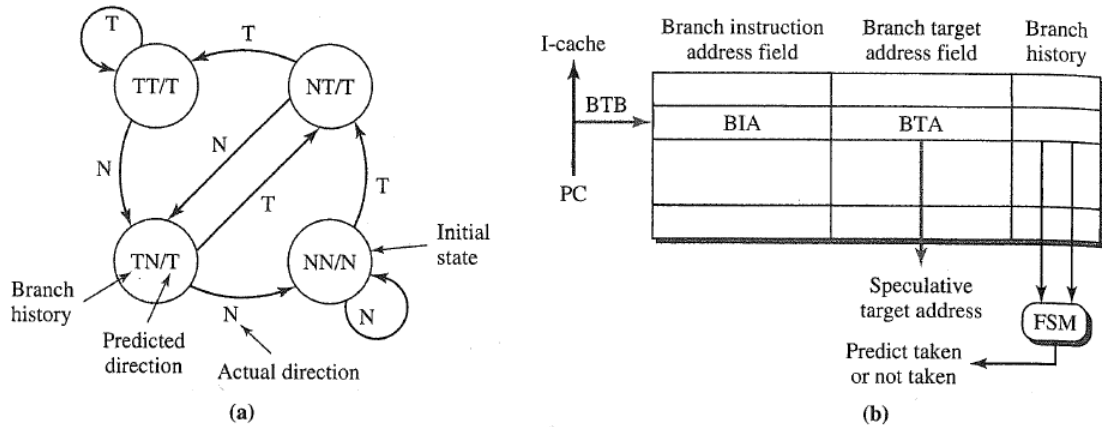 T
T
TT/T
NT/T
N
N
T
T
TN/T
NN/N
Initial
state
Branch
history
N
N
Predicted
direction
Actual direction
(a)
Branch instruction
address field
Branch target
address field
Branch
history
I-cache
BTB
BIA
BTA
PC
Speculative
target address
FSM
Predict taken
or not taken
(b)